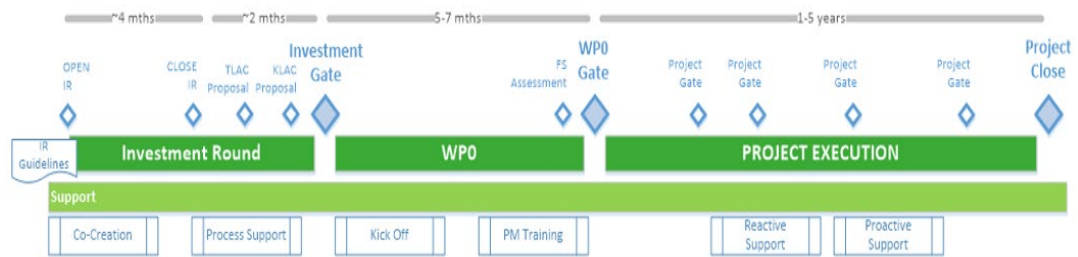 ~4 mths
~2 mths
5-7 mths
1-5 years
OPEN
IR
CLOSE
IR
TLAC
Proposal
KLAC
Proposal
Investment
Gate
FS
Assessment
WP0
Gate
Project
Gate
Project
Gate
Project
Gate
Project
Gate
Project
Close
IR
Guidelines
Investment Round
WP0
PROJECT EXECUTION
Support
Co-Creation
Process Support
Kick Off
PM Training
Reactive
Support
Proactive
Support